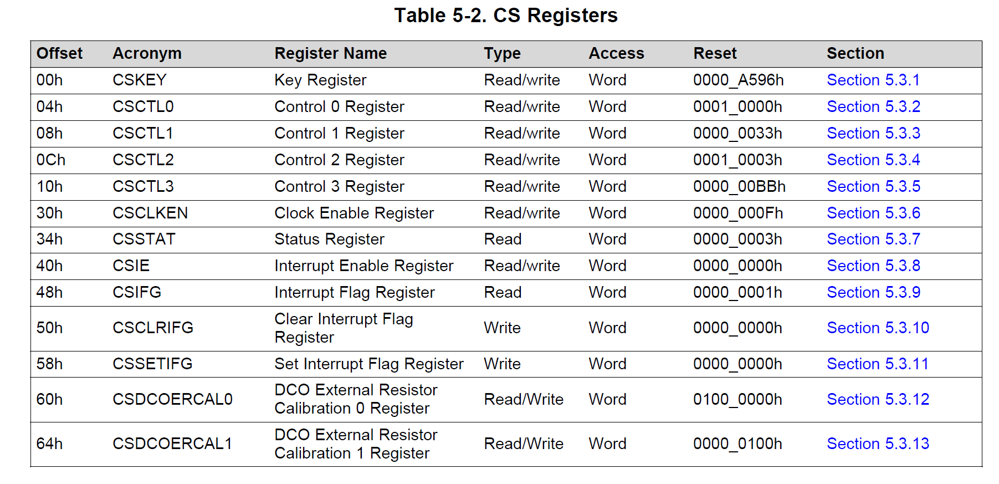 Table 5-2. CS Registers
Offset Acronym Register Name Type Access Reset Section
00h CSKEY Key Register Read/write Word 0000_A596h Section 5.3.1
04h CSCTL0 Control 0 Register Read/write Word 0001_0000h Section 5.3.2
08h CSCTL1 Control 1 Register Read/write Word 0000_0033h Section 5.3.3
0Ch CSCTL2 Control 2 Register Read/write Word 0001_0003h Section 5.3.4
10h CSCTL3 Control 3 Register Read/write Word 0000_00BBh Section 5.3.5
30h CSCLKEN Clock Enable Register Read/write Word 0000_000Fh Section 5.3.6
34h CSSTAT Status Register Read Word 0000_0003h Section 5.3.7
40h CSIE Interrupt Enable Register Read/write Word 0000_0000h Section 5.3.8
48h CSIFG Interrupt Flag Register Read Word 0000_0001h Section 5.3.9
50h CSCLRIFG Clear Interrupt Flag
Register Write Word 0000_0000h Section 5.3.10
58h CSSETIFG Set Interrupt Flag Register Write Word 0000_0000h Section 5.3.11
60h CSDCOERCAL0 DCO External Resistor
Calibration 0 Register Read/Write Word 0100_0000h Section 5.3.12
64h CSDCOERCAL1 DCO External Resistor
Calibration 1 Register Read/Write Word 0000_0100h Section 5.3.13